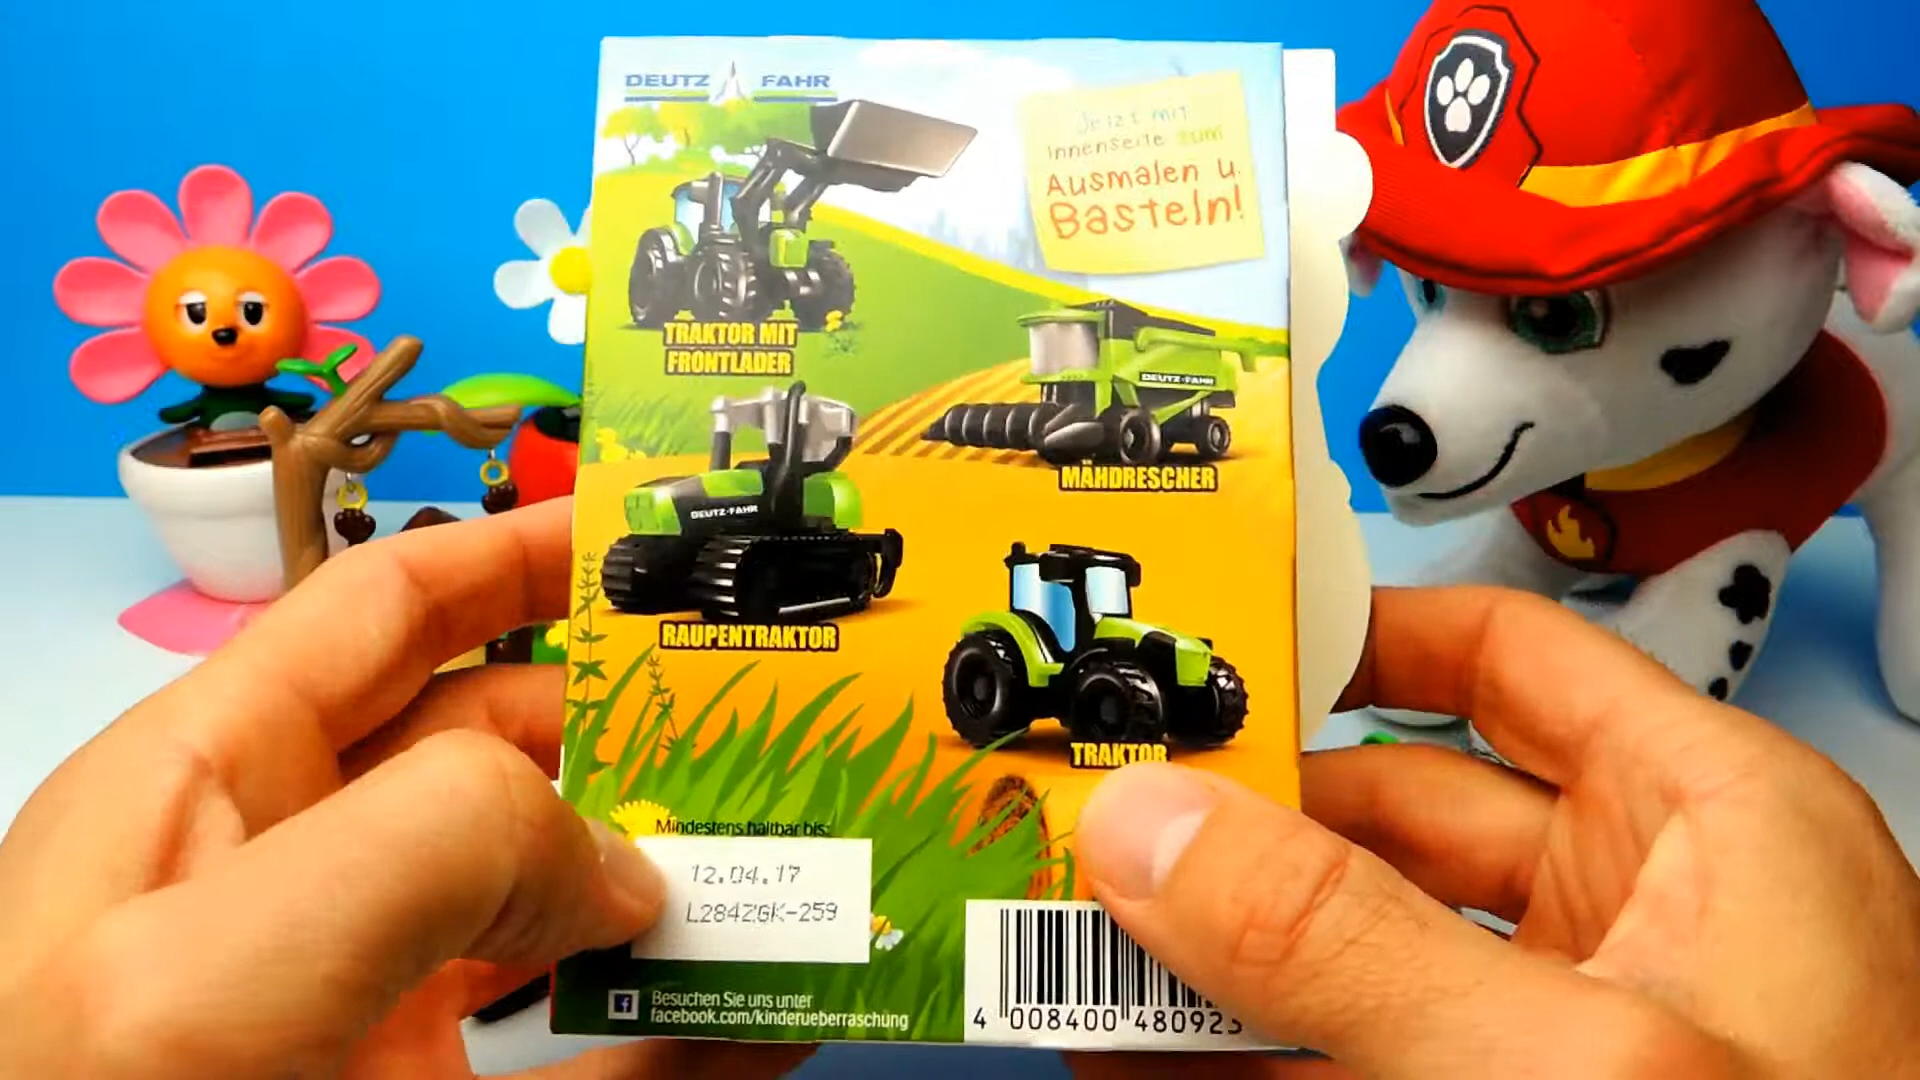 DEUTZ FAHR
Jetzt mit
Innenseite zum
Ausmalen u.
Basteln!
TRAKTOR MIT
FRONTLADER
DEUTZ-FAHR
MÄHDRESCHER
DEUTZ-FAHR
RAUPENTRAKTOR
TRAKTOR
Mindestens haltbar bis:
12.04.17
L284ZGK-259
Besuchen Sie uns unter
facebook.com/kinderueberraschung
4 008400 480923